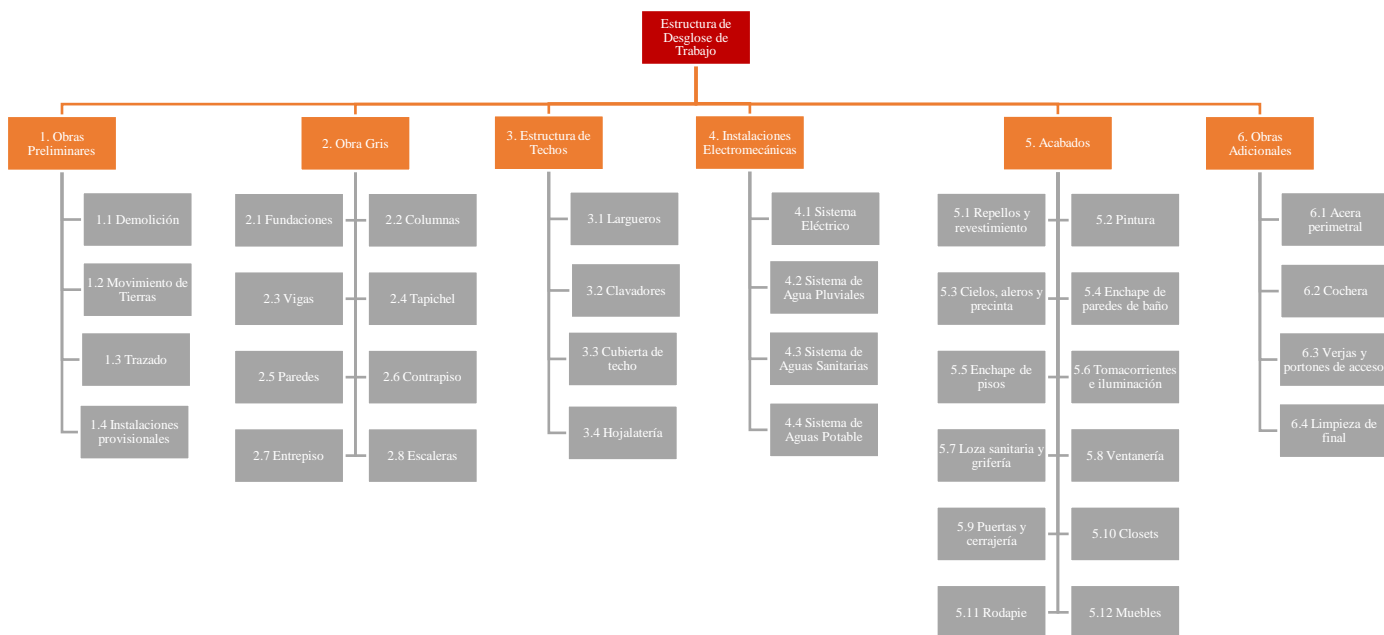 Estructura de
Desglose de
Trabajo
1. Obras
Preliminares
2. Obra Gris
3. Estructura de
Techos
4. Instalaciones
Electromecánicas
5. Acabados
6. Obras
Adicionales
1.1 Demolición
1.2 Movimiento de
Tierras
1.3 Trazado
1.4 Instalaciones
provisionales
2.1 Fundaciones
2.2 Columnas
2.3 Vigas
2.4 Tapichel
2.5 Paredes
2.6 Contrapiso
2.7 Entrepiso
2.8 Escaleras
3.1 Largueros
3.2 Clavadores
3.3 Cubierta de
techo
3.4 Hojalatería
4.1 Sistema
Eléctrico
4.2 Sistema de
Agua Pluviales
4.3 Sistema de
Aguas Sanitarias
4.4 Sistema de
Aguas Potable
5.1 Repellos y
revestimiento
5.2 Pintura
5.3 Cielos, aleros y
precinta
5.4 Enchape de
paredes de baño
5.5 Enchape de
pisos
5.6 Tomacorrientes
e iluminación
5.7 Loza sanitaria y
grifería
5.8 Ventanería
5.9 Puertas y
cerrajería
5.10 Closets
5.11 Rodapie
5.12 Muebles
6.1 Acera
perimetral
6.2 Cochera
6.3 Verjas y
portones de acceso
6.4 Limpieza de
final